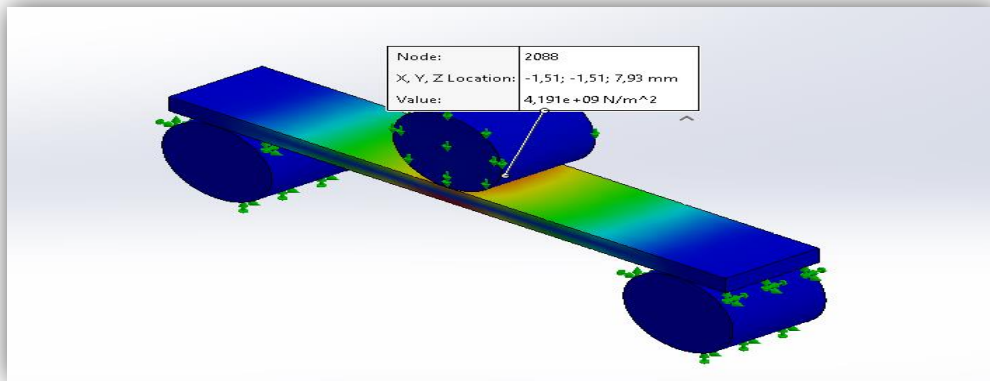 Node: 2088
X, Y, Z Location: -1,51; -1,51; 7,93 mm
Value: 4,191e+09 N/m^2